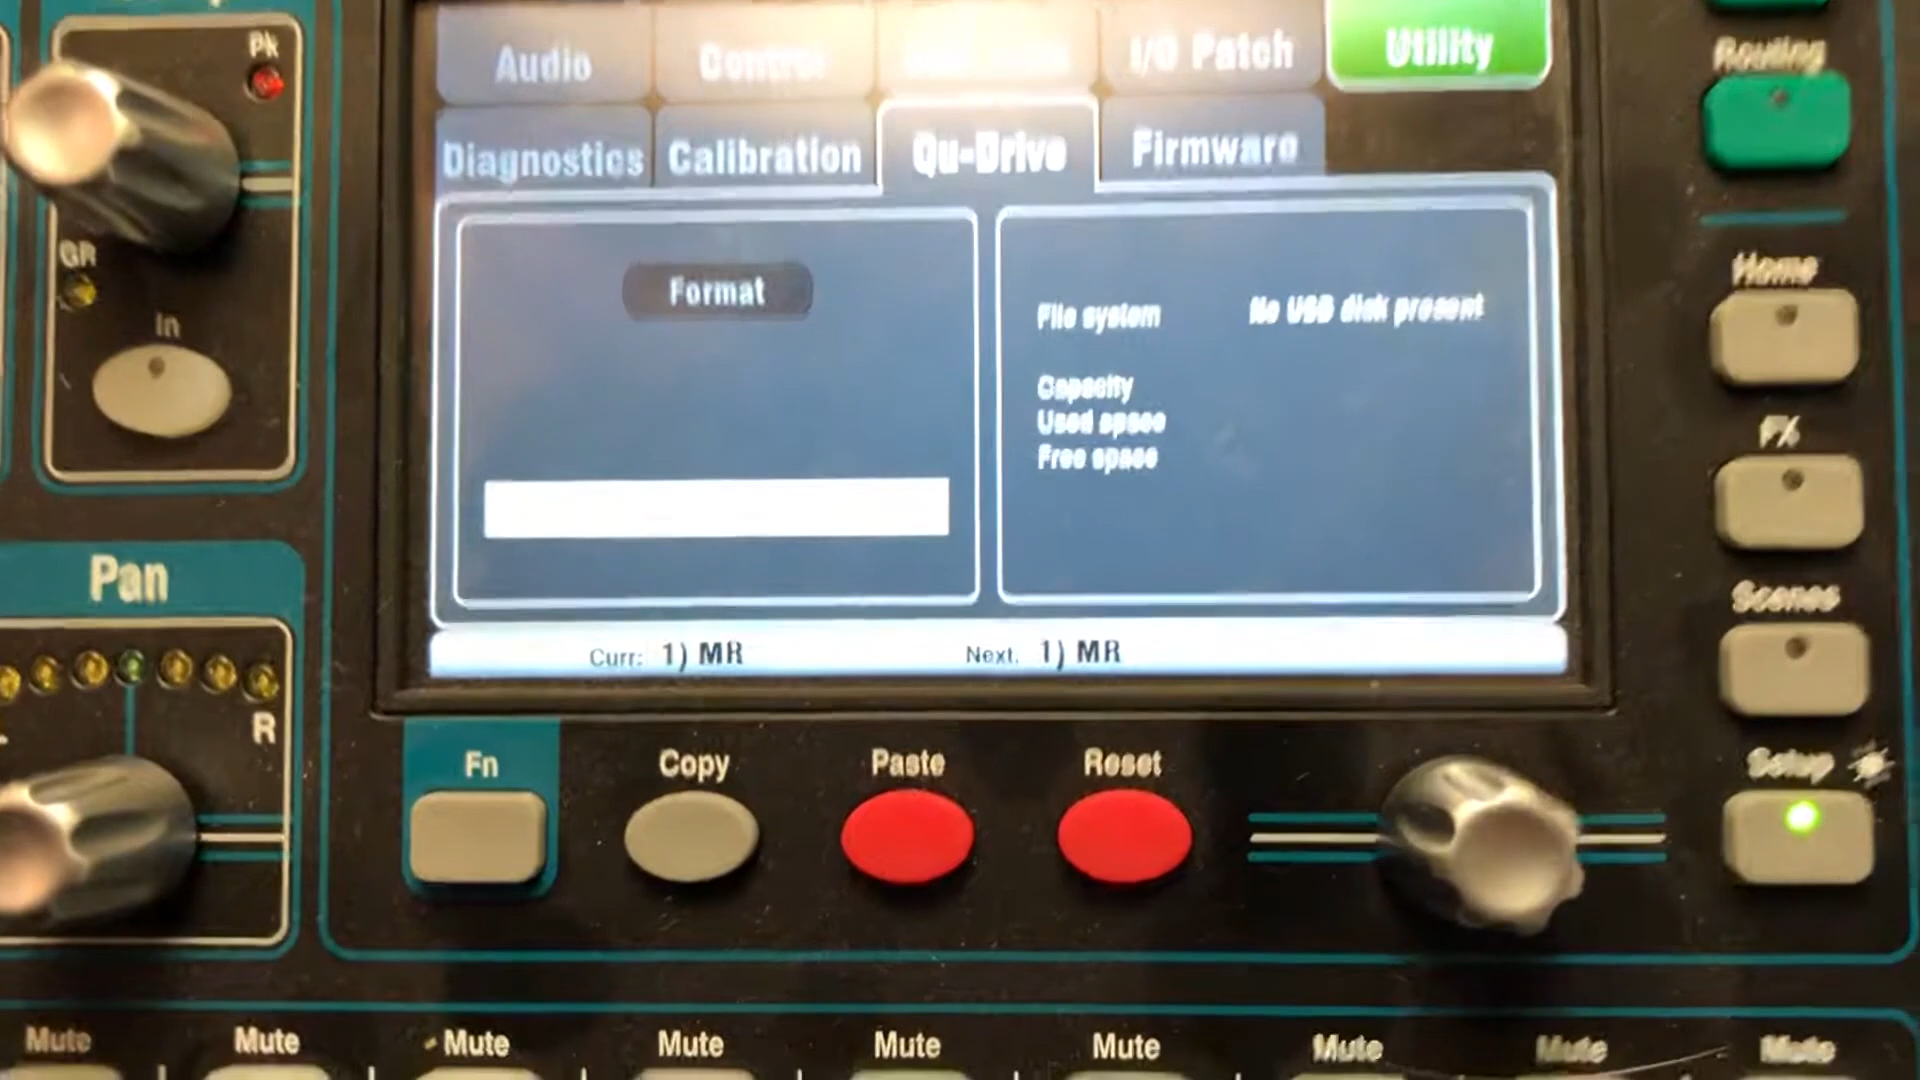 Pk
Audio
Control
I/O Patch
Utility
Routing
Diagnostics
Calibration
Qu-Drive
Firmware
GR
In
Format
File system
No USB disk present
Capacity
Used space
Free space
Home
FX
Scenes
Pan
R
Curr: 1) MR
Next: 1) MR
Fn
Copy
Paste
Reset
Setup
Mute
Mute
Mute
Mute
Mute
Mute
Mute
Mute
Mute